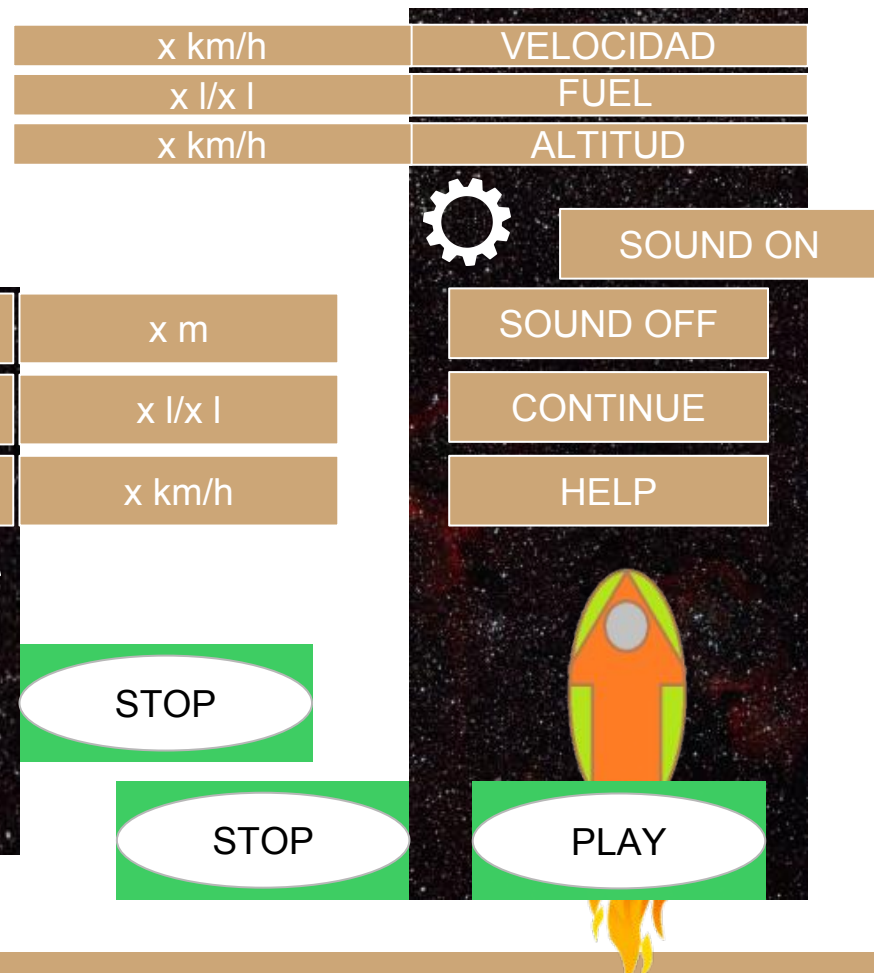 x km/h VELOCIDAD
x l/x l FUEL
x km/h ALTITUD
SOUND ON
x m SOUND OFF
x l/x l CONTINUE
x km/h HELP
STOP
STOP PLAY